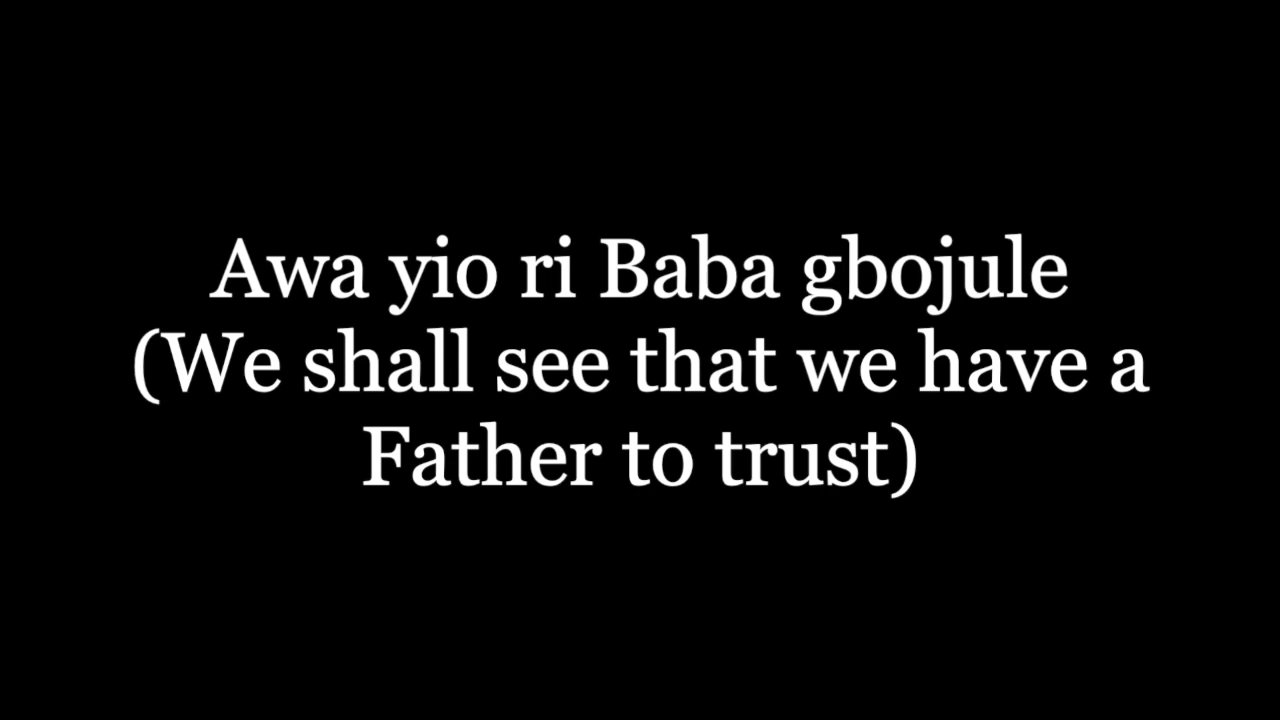 Awa yio ri Baba gbojule
(We shall see that we have a
Father to trust)